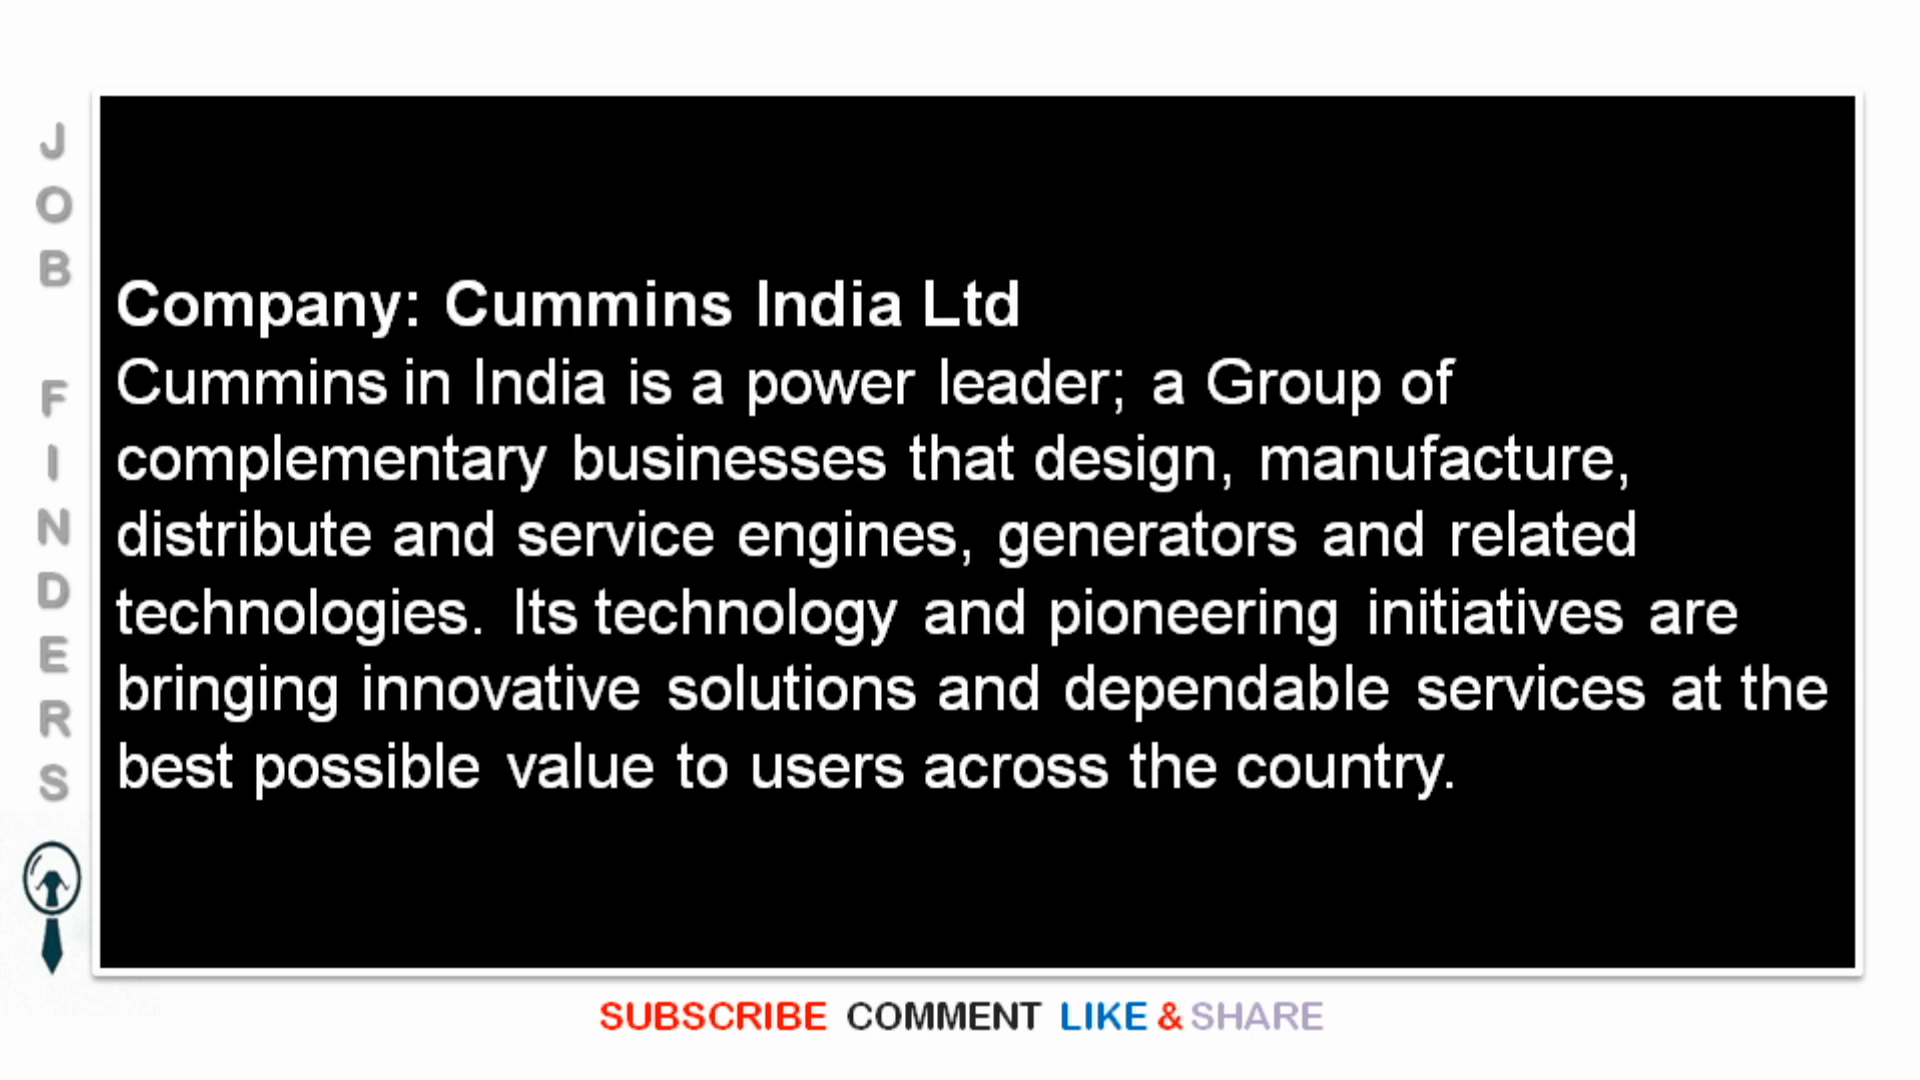 JOB FINDERS
Company: Cummins India Ltd
Cummins in India is a power leader; a Group of
complementary businesses that design, manufacture,
distribute and service engines, generators and related
technologies. Its technology and pioneering initiatives are
bringing innovative solutions and dependable services at the
best possible value to users across the country.
SUBSCRIBE COMMENT LIKE & SHARE